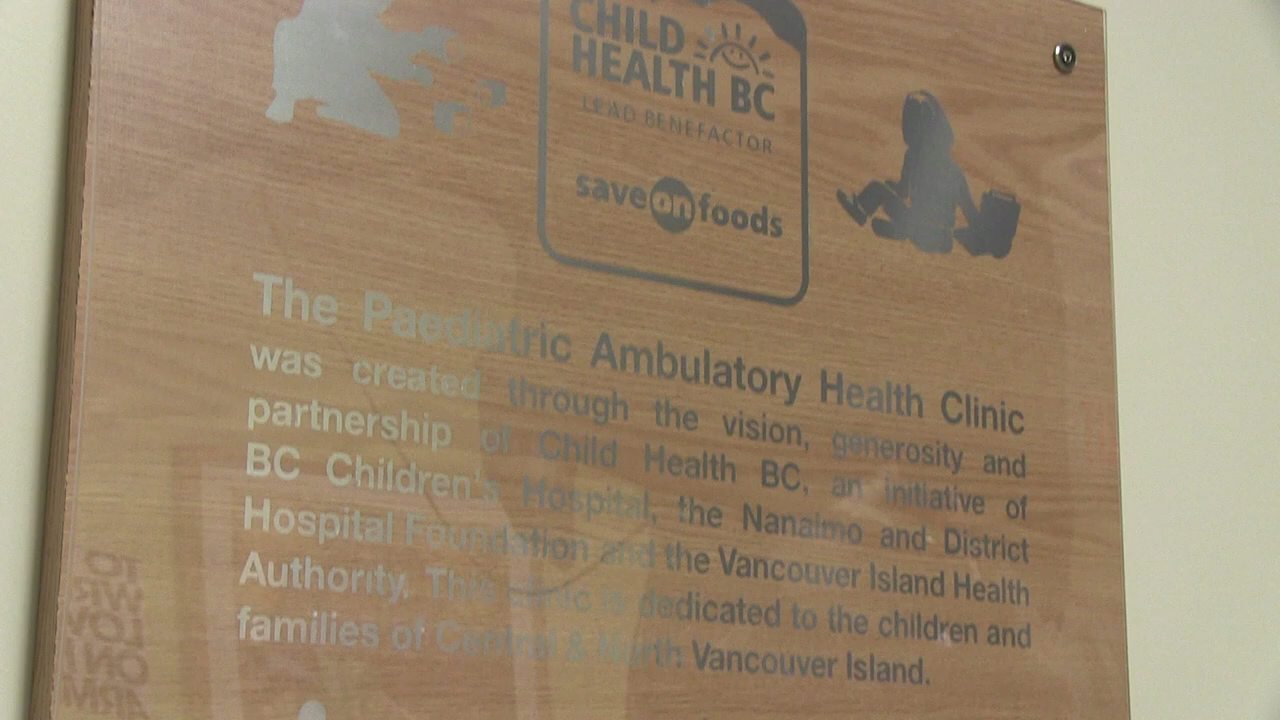 CHILD
HEALTH BC
LEAD BENEFACTOR
save on foods
The Paediatric Ambulatory Health Clinic
was created through the vision, generosity and
partnership of Child Health BC, an initiative of
BC Children's Hospital, the Nanaimo and District
Hospital Foundation and the Vancouver Island Health
Authority. This clinic is dedicated to the children and
families of Central & North Vancouver Island.